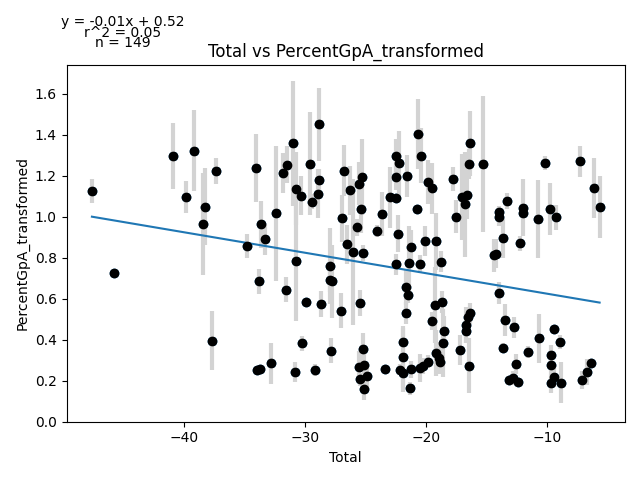 y = -0.01x + 0.52
r^2 = 0.05
n = 149
Total vs PercentGpA_transformed
PercentGpA_transformed
1.6
1.4
1.2
1.0
0.8
0.6
0.4
0.2
0.0
−40
−30
−20
−10
Total